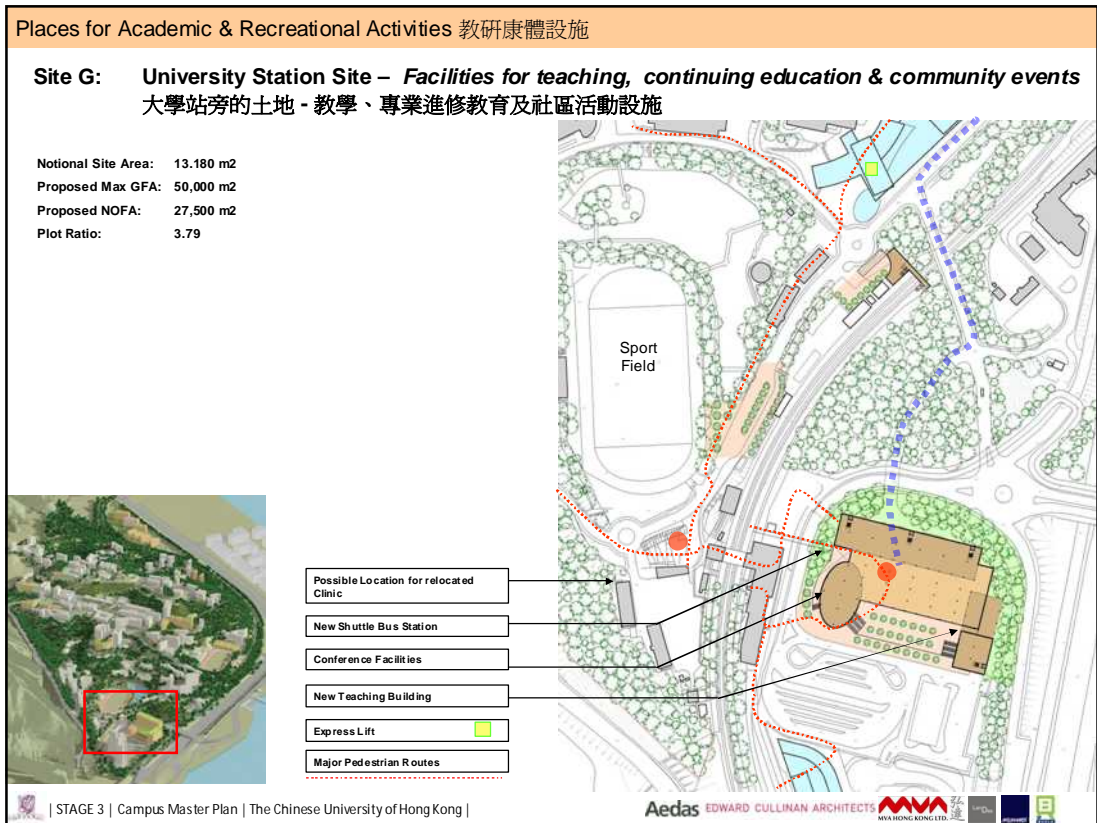 Places for Academic & Recreational Activities 教研康體設施
Site G: University Station Site – Facilities for teaching, continuing education & community events
大學站旁的土地 - 教學、專業進修教育及社區活動設施
Notional Site Area: 13.180 m2
Proposed Max GFA: 50,000 m2
Proposed NOFA: 27,500 m2
Plot Ratio: 3.79
Sport
Field
Possible Location for relocated
Clinic
New Shuttle Bus Station
Conference Facilities
New Teaching Building
Express Lift
Major Pedestrian Routes
| STAGE 3 | Campus Master Plan | The Chinese University of Hong Kong |
Aedas EDWARD CULLINAN ARCHITECTS MVA
MVA HONG KONG LTD. 弘達